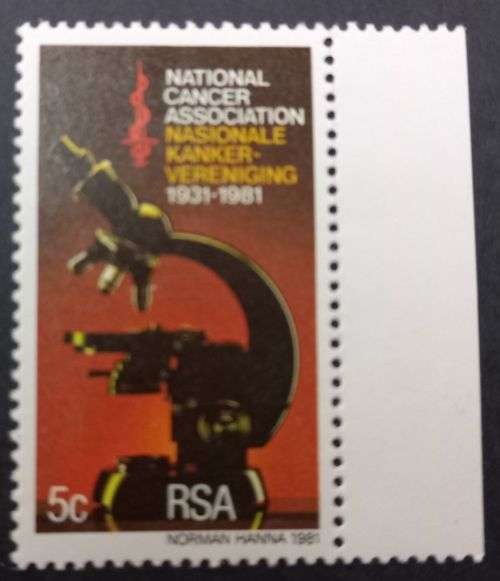 NATIONAL
CANCER
ASSOCIATION
NASIONALE
KANKER-
VERENIGING
1931-1981
5c RSA
NORMAN HANNA 1981